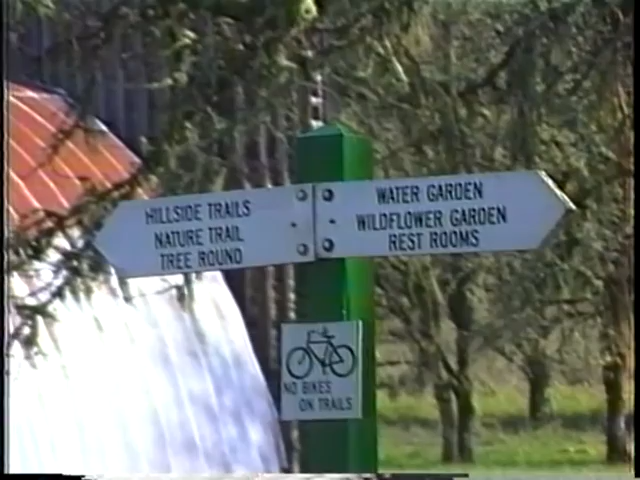 HILLSIDE TRAILS
NATURE TRAIL
TREE ROUND
WATER GARDEN
WILDFLOWER GARDEN
REST ROOMS
NO BIKES
ON TRAILS